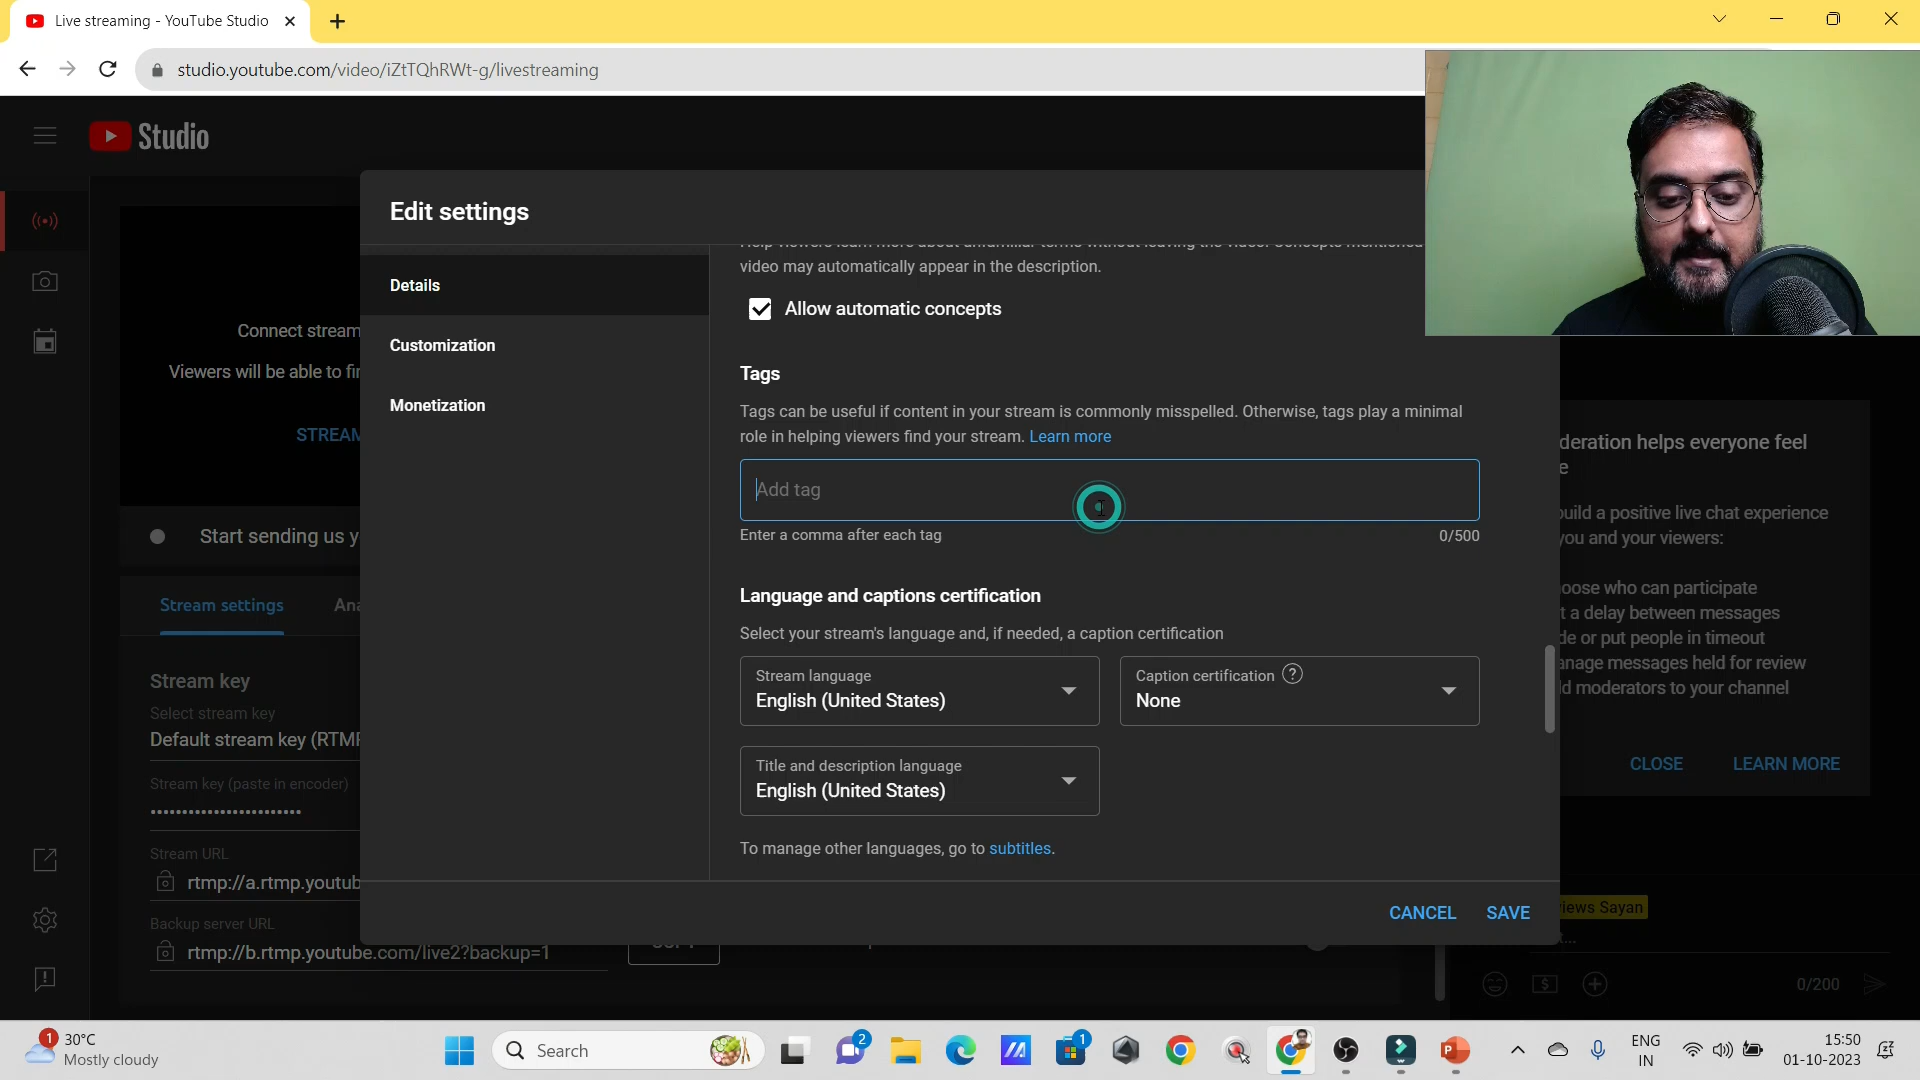 Live streaming - YouTube Studio
studio.youtube.com/video/iZtTQhRWt-g/livestreaming
Studio
Edit settings
Details
Customization
Monetization
video may automatically appear in the description.
Allow automatic concepts
Tags
Tags can be useful if content in your stream is commonly misspelled. Otherwise, tags play a minimal
role in helping viewers find your stream. Learn more
Add tag
Enter a comma after each tag
0/500
Language and captions certification
Select your stream's language and, if needed, a caption certification
Stream language
English (United States)
Caption certification ?
None
Title and description language
English (United States)
To manage other languages, go to subtitles.
CANCEL
SAVE
Connect stream
Viewers will be able to
STREAM
Start sending us
Stream settings
Stream key
Select stream key
Default stream key
Stream key (paste in encoder)
Stream URL
rtmp://a.rtmp.youtub
Backup server URL
rtmp://b.rtmp.youtube.com/live2?backup=1
deration helps everyone feel
uild a positive live chat experience
you and your viewers:
oose who can participate
t a delay between messages
de or put people in timeout
anage messages held for review
d moderators to your channel
CLOSE
LEARN MORE
iews Sayan
0/200
1
30°C
Mostly cloudy
Search
2
1
ENG
IN
15:50
01-10-2023